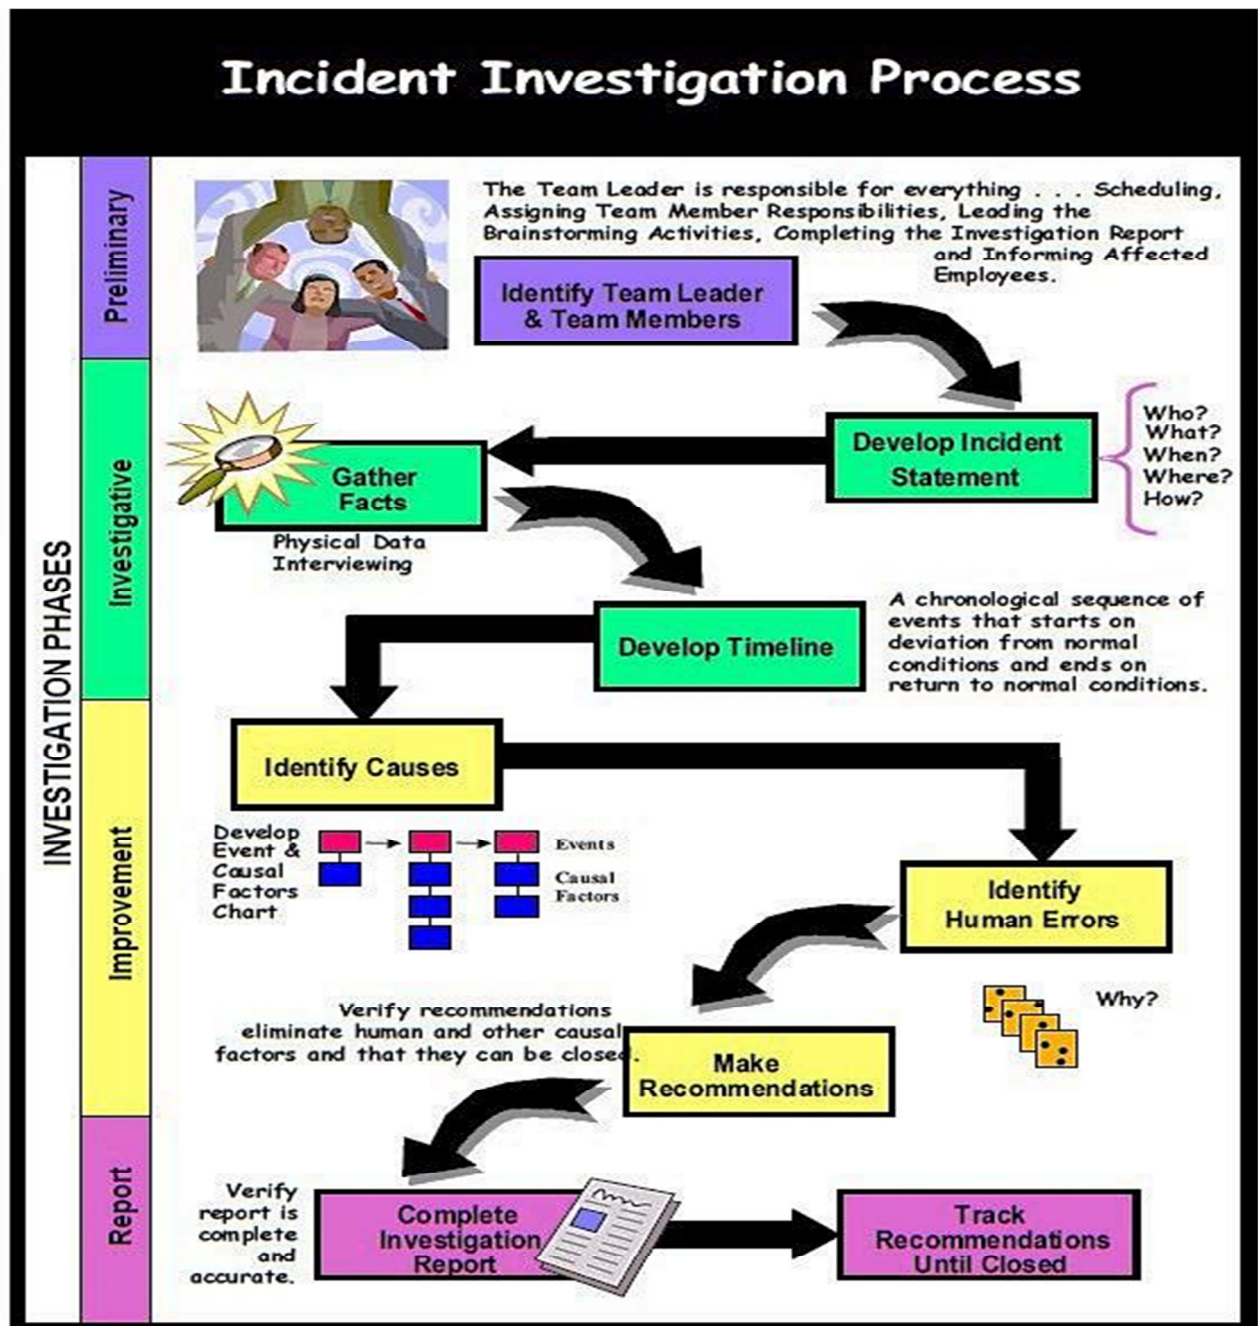 Incident Investigation Process
INVESTIGATION PHASES
Preliminary
The Team Leader is responsible for everything . . . Scheduling,
Assigning Team Member Responsibilities, Leading the
Brainstorming Activities, Completing the Investigation Report
and Informing Affected
Employees.
Identify Team Leader
& Team Members
Investigative
Develop Incident
Statement
Who?
What?
When?
Where?
How?
Gather
Facts
Physical Data
Interviewing
Develop Timeline
A chronological sequence of
events that starts on
deviation from normal
conditions and ends on
return to normal conditions.
Improvement
Identify Causes
Develop
Event &
Causal
Factors
Chart
Events
Causal
Factors
Identify
Human Errors
Why?
Verify recommendations
eliminate human and other causal
factors and that they can be closed.
Make
Recommendations
Report
Verify
report is
complete
and
accurate.
Complete
Investigation
Report
Track
Recommendations
Until Closed